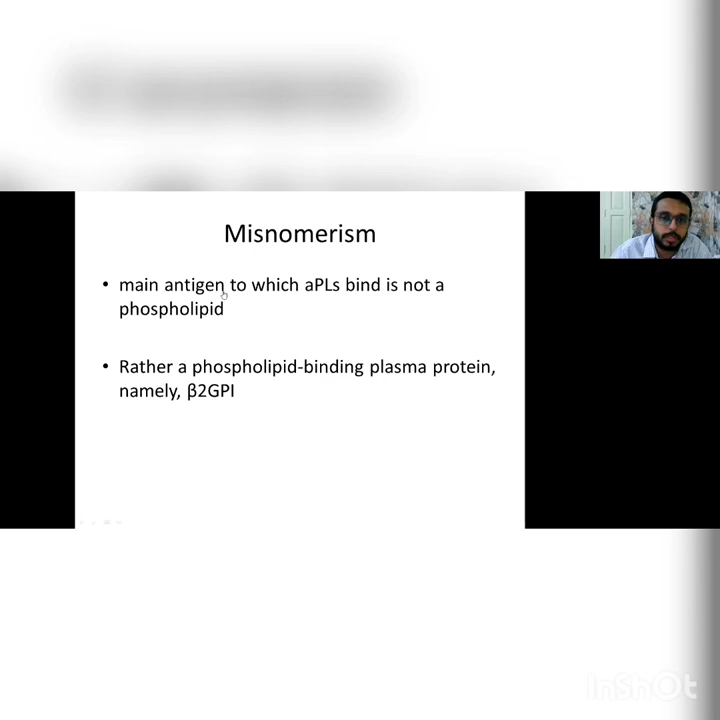 Misnomerism
• main antigen to which aPLs bind is not a
phospholipid
• Rather a phospholipid-binding plasma protein,
namely, β2GPI
InShOt